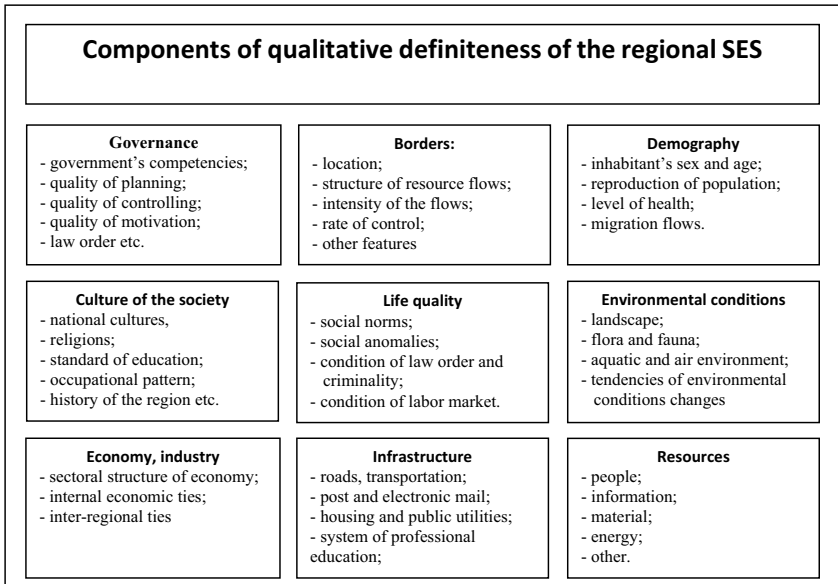 Components of qualitative definiteness of the regional SES
Governance
- government's competencies;
- quality of planning;
- quality of controlling;
- quality of motivation;
- law order etc.
Borders:
- location;
- structure of resource flows;
- intensity of the flows;
- rate of control;
- other features
Demography
- inhabitant's sex and age;
- reproduction of population;
- level of health;
- migration flows.
Culture of the society
- national cultures,
- religions;
- standard of education;
- occupational pattern;
- history of the region etc.
Life quality
- social norms;
- social anomalies;
- condition of law order and
criminality;
- condition of labor market.
Environmental conditions
- landscape;
- flora and fauna;
- aquatic and air environment;
- tendencies of environmental
conditions changes
Economy, industry
- sectoral structure of economy;
- internal economic ties;
- inter-regional ties
Infrastructure
- roads, transportation;
- post and electronic mail;
- housing and public utilities;
- system of professional
education;
Resources
- people;
- information;
- material;
- energy;
- other.